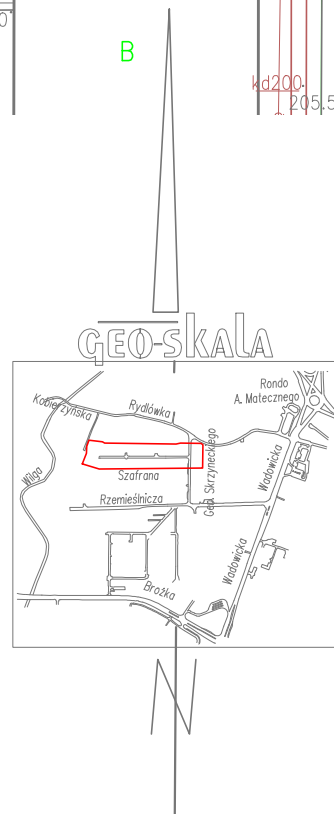 B
kd200
205.5
GEO-SKALA
Rondo
A. Matecznego
Kobierzyńska
Rydlówka
Wilga
Szafrana
Gen. Skrzyneckiego
Wadowicka
Rzemieślnicza
Wadowicka
Brożka
N